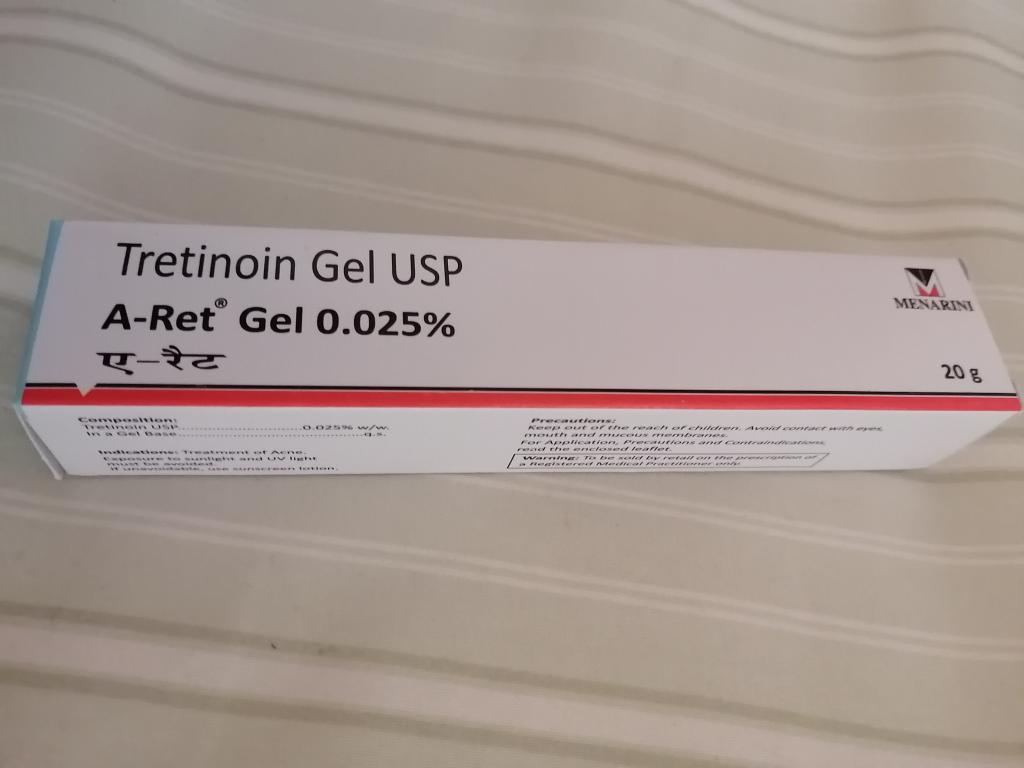 Tretinoin Gel USP
A-Ret® Gel 0.025%
ए-रैट
MENARINI
20 g
Composition:
Tretinoin USP..............................0.025% w/w.
In a Gel Base..............................................q.s.
Indications: Treatment of Acne.
Exposure to sunlight and UV light
must be avoided.
If unavoidable, use sunscreen lotion.
Precautions:
Keep out of the reach of children. Avoid contact with eyes,
mouth and mucous membranes.
For Application, Precautions and Contraindications,
read the enclosed leaflet.
Warning: To be sold by retail on the prescription of
a Registered Medical Practitioner only.